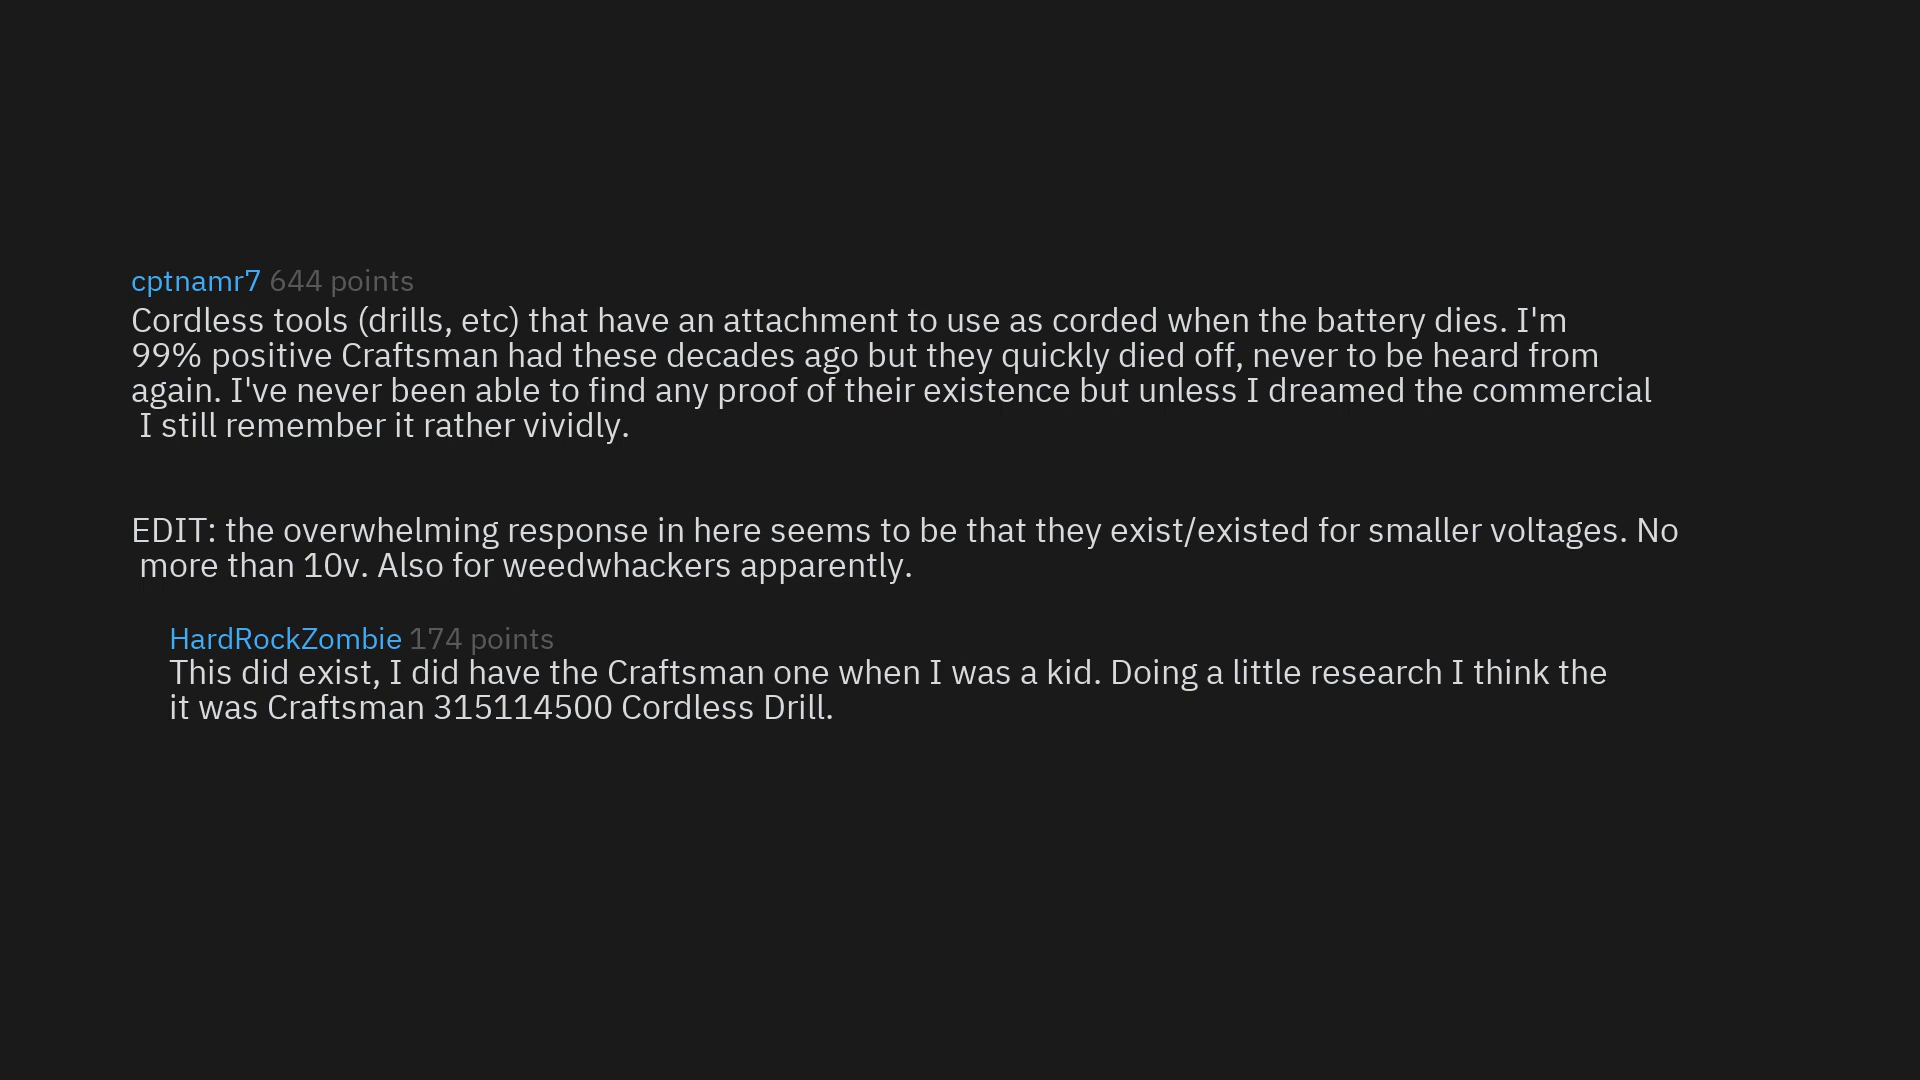 cptnamr7 644 points
Cordless tools (drills, etc) that have an attachment to use as corded when the battery dies. I'm
99% positive Craftsman had these decades ago but they quickly died off, never to be heard from
again. I've never been able to find any proof of their existence but unless I dreamed the commercial
I still remember it rather vividly.
EDIT: the overwhelming response in here seems to be that they exist/existed for smaller voltages. No
more than 10v. Also for weedwhackers apparently.
HardRockZombie 174 points
This did exist, I did have the Craftsman one when I was a kid. Doing a little research I think the
it was Craftsman 315114500 Cordless Drill.